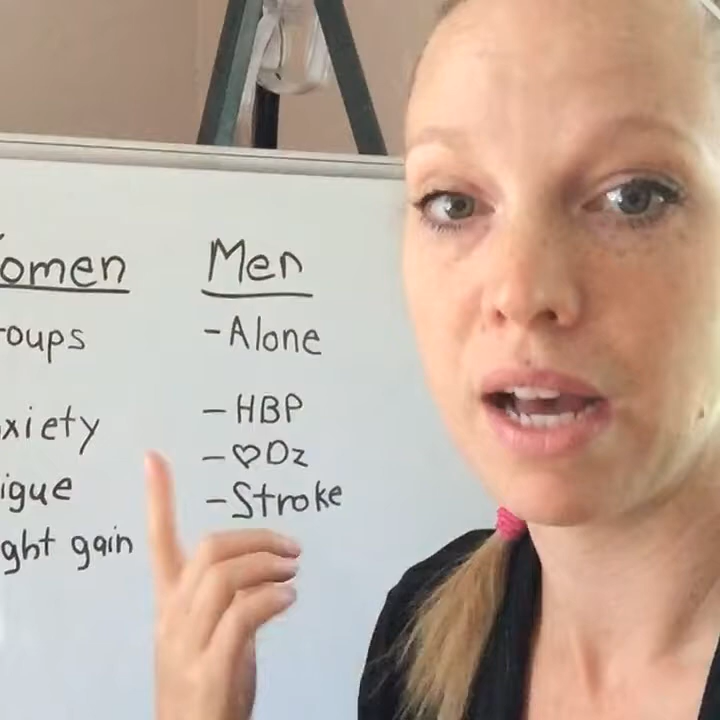 omen Men
roups -Alone
xiety - HBP
-♡Dz
igue -Stroke
ght gain